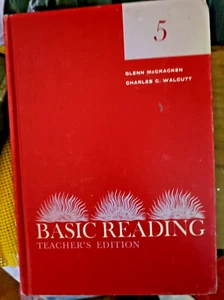 5
GLENN McCRACKEN
CHARLES C. WALCUTT
BASIC READING
TEACHER'S EDITION